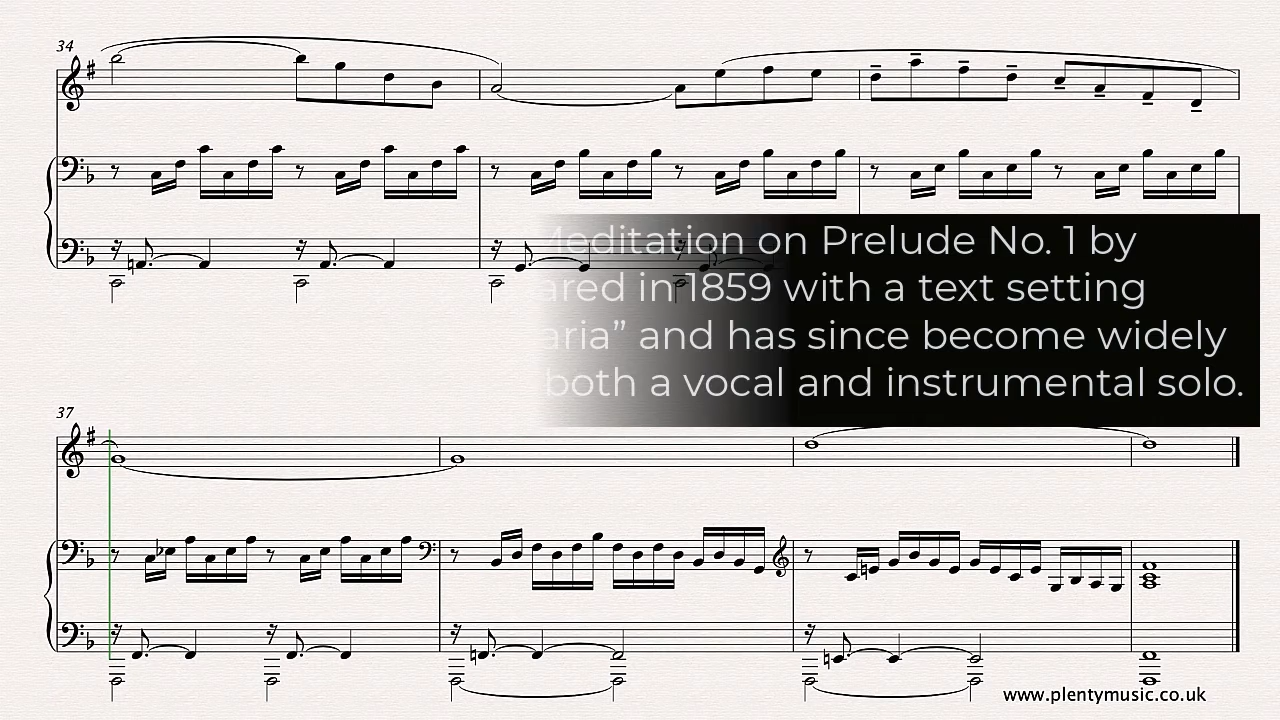 34
Meditation on Prelude No. 1 by
ared in 1859 with a text setting
aria” and has since become widely
both a vocal and instrumental solo.
37
www.plentymusic.co.uk